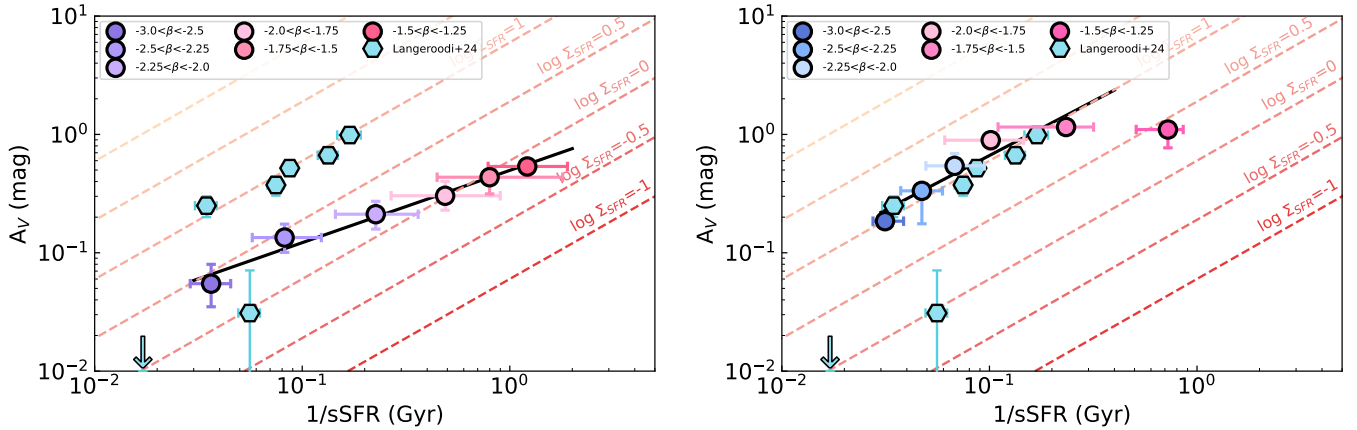 10^1
10^0
10^-1
10^-2
A_V (mag)
-3.0<β<-2.5
-2.5<β<-2.25
-2.25<β<-2.0
-2.0<β<-1.75
-1.75<β<-1.5
-1.5<β<-1.25
Langeroodi+24
log Σ_SFR=1
log Σ_SFR=0.5
log Σ_SFR=0
log Σ_SFR=-0.5
log Σ_SFR=-1
10^-2
10^-1
10^0
1/sSFR (Gyr)
10^1
10^0
10^-1
10^-2
A_V (mag)
-3.0<β<-2.5
-2.5<β<-2.25
-2.25<β<-2.0
-2.0<β<-1.75
-1.75<β<-1.5
-1.5<β<-1.25
Langeroodi+24
log Σ_SFR=1
log Σ_SFR=0.5
log Σ_SFR=0
log Σ_SFR=-0.5
log Σ_SFR=-1
10^-2
10^-1
10^0
1/sSFR (Gyr)